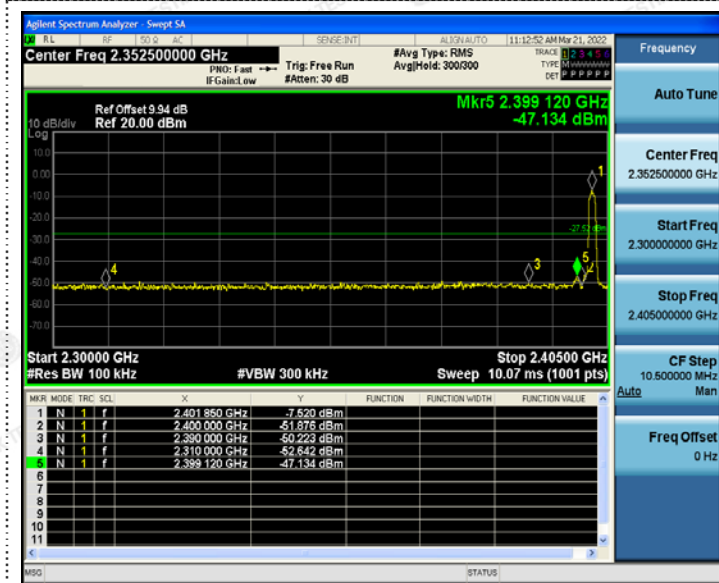 Agilent Spectrum Analyzer - Swept SA
RL RF 50 Ω AC SENSE:INT ALIGNAUTO 11:12:52 AM Mar 21, 2022
Center Freq 2.352500000 GHz
PNO: Fast
IFGain:Low
Trig: Free Run
#Atten: 30 dB
#Avg Type: RMS
Avg|Hold: 300/300
TRACE 1 2 3 4 5 6
TYPE M
DET P P P P P P
Ref Offset 9.94 dB
10 dB/div Ref 20.00 dBm
Log
Mkr5 2.399 120 GHz
-47.134 dBm
10.0
0.00
-10.0
-20.0
-30.0
-40.0
-50.0
-60.0
-70.0
1
-27.52 dBm
4
3
5
2
Start 2.30000 GHz Stop 2.40500 GHz
#Res BW 100 kHz #VBW 300 kHz Sweep 10.07 ms (1001 pts)
MKR MODE TRC SCL X Y FUNCTION FUNCTION WIDTH FUNCTION VALUE
1 N 1 f 2.401 850 GHz -7.520 dBm
2 N 1 f 2.400 000 GHz -51.876 dBm
3 N 1 f 2.390 000 GHz -50.223 dBm
4 N 1 f 2.310 000 GHz -52.642 dBm
5 N 1 f 2.399 120 GHz -47.134 dBm
6
7
8
9
10
11
MSG STATUS
Frequency
Auto Tune
Center Freq
2.352500000 GHz
Start Freq
2.300000000 GHz
Stop Freq
2.405000000 GHz
CF Step
10.500000 MHz
Auto Man
Freq Offset
0 Hz